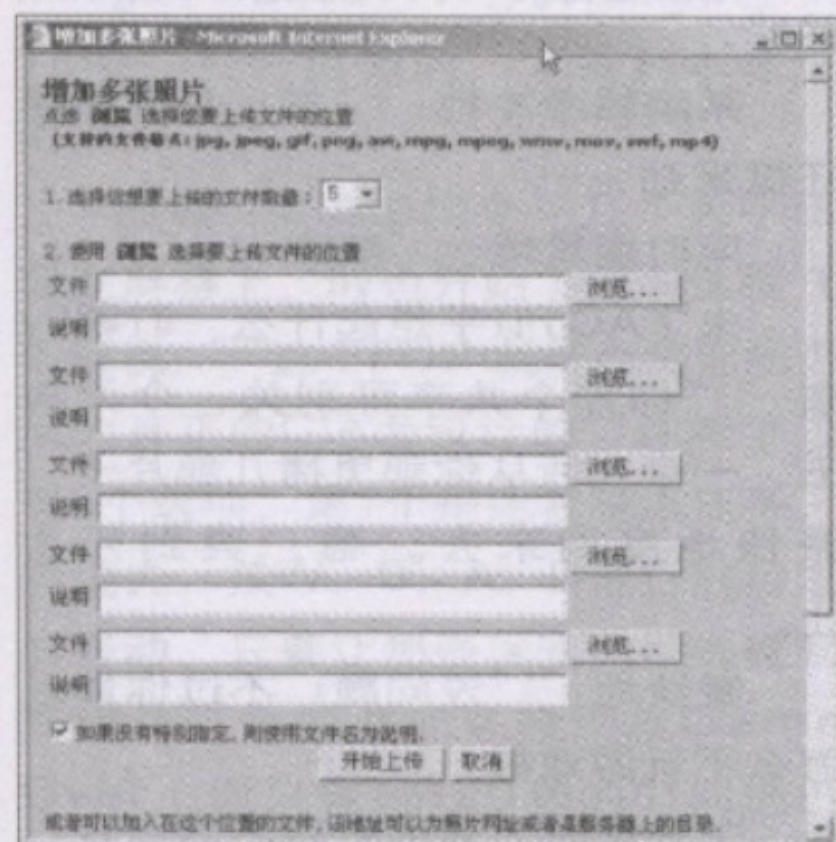 增加多张照片 - Microsoft Internet Explorer
增加多张照片
点选 浏览 选择您要上传文件的位置
(支持的文件格式: jpg, jpeg, gif, png, avi, mpg, mpeg, wmv, mov, swf, mp4)
1. 选择您想要上传的文件数量: 5
2. 使用 浏览 选择要上传文件的位置
文件 浏览...
说明
文件 浏览...
说明
文件 浏览...
说明
文件 浏览...
说明
文件 浏览...
说明
如果没有特别指定, 则使用文件名为说明.
开始上传 取消
或者可以加入在这个位置的文件, 该地址可以为照片网址或者是服务器上的目录.